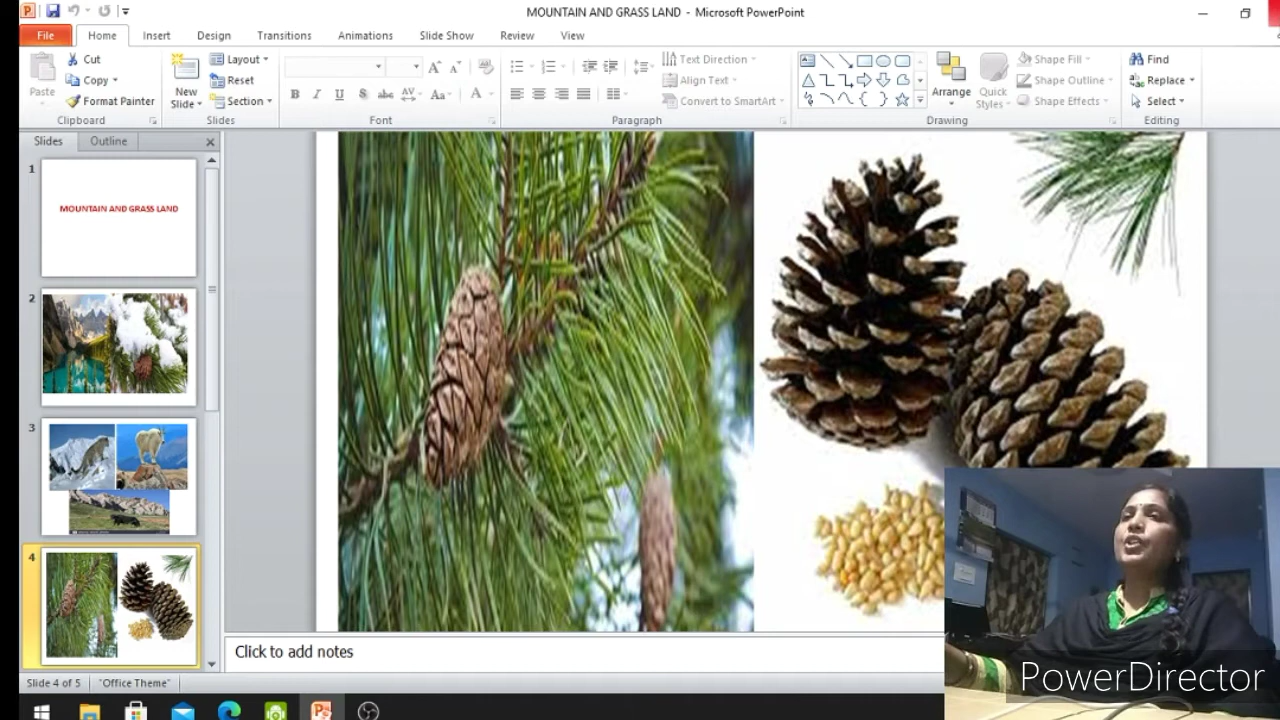 MOUNTAIN AND GRASS LAND - Microsoft PowerPoint
File Home Insert Design Transitions Animations Slide Show Review View
Paste
Cut
Copy
Format Painter
Clipboard
New Slide
Layout
Reset
Section
Slides
B I U S abc AV Aa A
Font
Text Direction
Align Text
Convert to SmartArt
Paragraph
Arrange
Quick Styles
Shape Fill
Shape Outline
Shape Effects
Drawing
Find
Replace
Select
Editing
Slides Outline
1
MOUNTAIN AND GRASS LAND
2
3
4
Click to add notes
Slide 4 of 5 "Office Theme"
PowerDirector